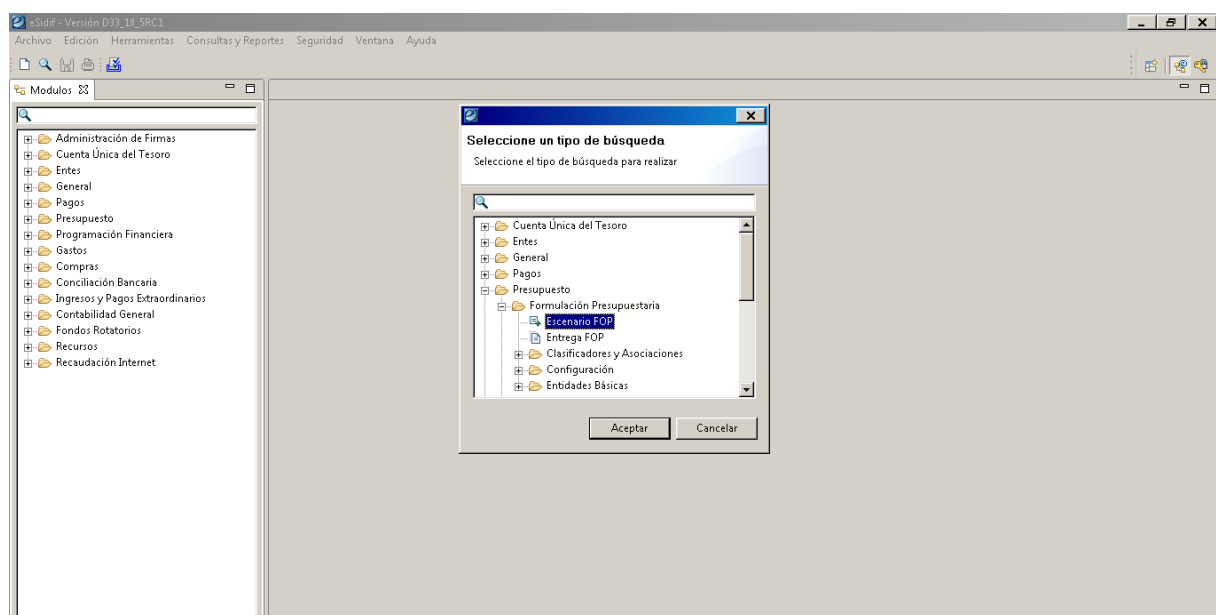 eSidif - Versión D33_18_5RC1
Archivo Edición Herramientas Consultas y Reportes Seguridad Ventana Ayuda
Modulos
Administración de Firmas
Cuenta Única del Tesoro
Entes
General
Pagos
Presupuesto
Programación Financiera
Gastos
Compras
Conciliación Bancaria
Ingresos y Pagos Extraordinarios
Contabilidad General
Fondos Rotatorios
Recursos
Recaudación Internet
Seleccione un tipo de búsqueda
Seleccione el tipo de búsqueda para realizar
Cuenta Única del Tesoro
Entes
General
Pagos
Presupuesto
Formulación Presupuestaria
Escenario FOP
Entrega FOP
Clasificadores y Asociaciones
Configuración
Entidades Básicas
Aceptar Cancelar